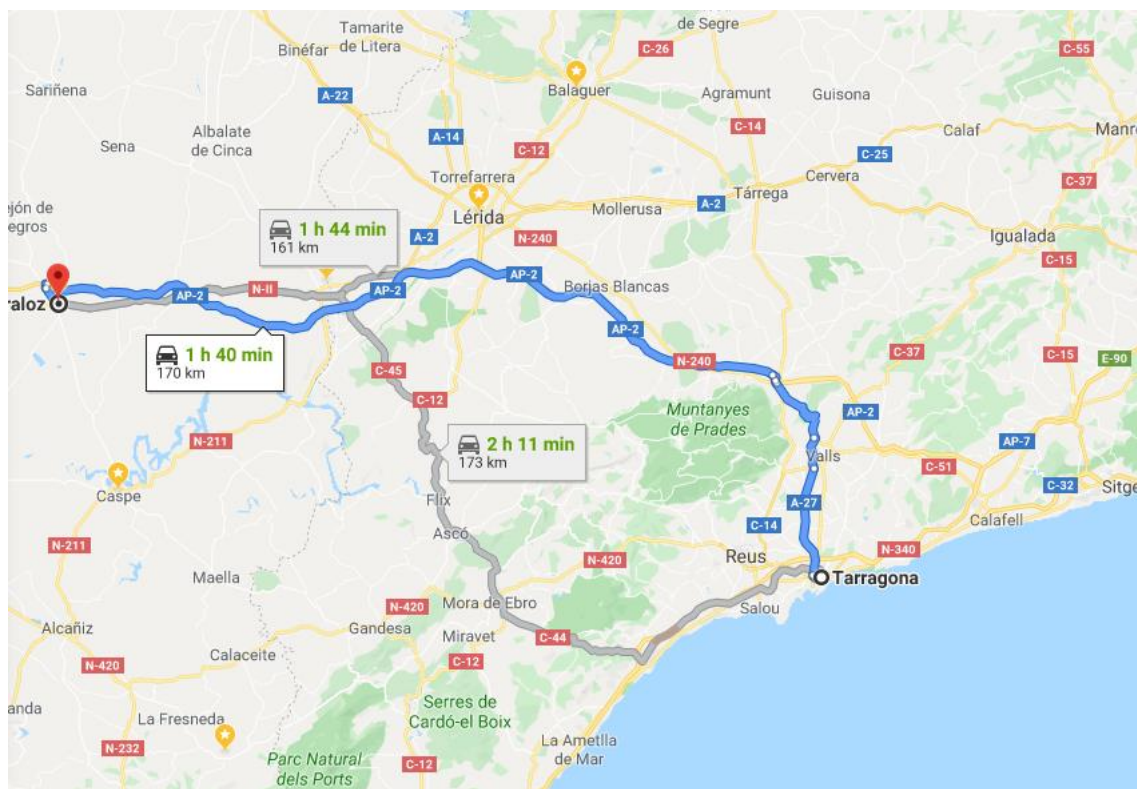 de Segre
Tamarite
de Litera
Binéfar
C-26
C-55
Sariñena
A-22
Balaguer
Agramunt
Guisona
Albalate
de Cinca
A-14
C-14
Calaf
Manre
Sena
C-12
C-25
Torrefarrera
Cervera
C-37
Tárrega
ejón de
egros
Lérida
Mollerusa
A-2
1 h 44 min
161 km
A-2
N-240
Igualada
C-15
N-II
AP-2
AP-2
AP-2
Borjas Blancas
raloz
AP-2
1 h 40 min
170 km
N-240
C-37
C-15
E-90
C-45
C-12
Muntanyes
de Prades
AP-2
N-211
2 h 11 min
173 km
Valls
AP-7
C-51
C-32
Sitge
Caspe
Flix
A-27
Calafell
Ascó
C-14
N-211
N-420
Reus
N-340
Maella
Tarragona
Mora de Ebro
Salou
N-420
Alcañiz
Gandesa
Miravet
C-44
Calaceite
N-420
C-12
anda
La Fresneda
Serres de
Cardó-el Boix
N-232
La Ametlla
de Mar
Parc Natural
dels Ports
C-12